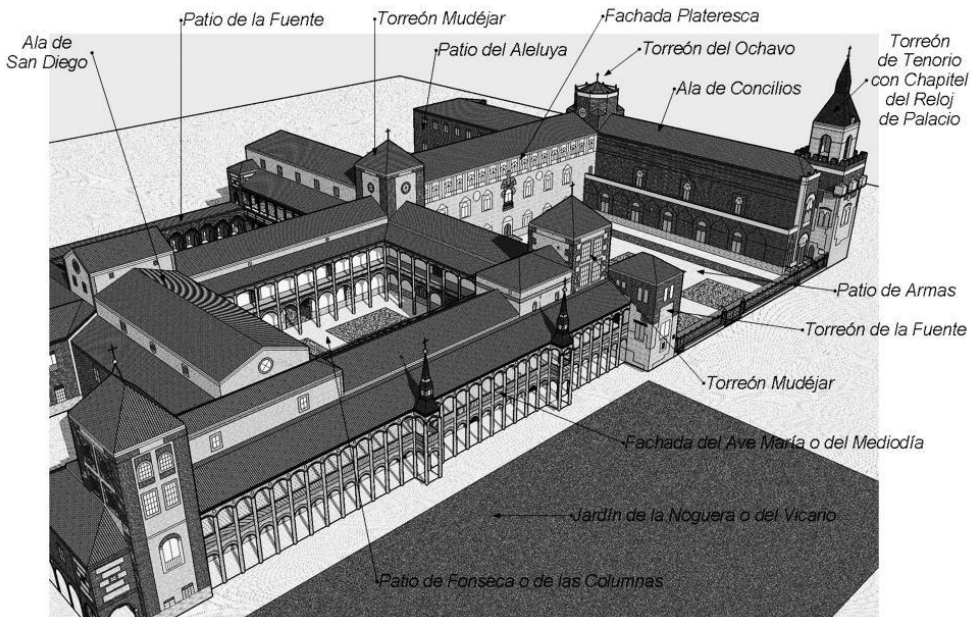 Patio de la Fuente
Torreón Mudéjar
Fachada Plateresca
Ala de
San Diego
Patio del Aleluya
Torreón del Ochavo
Torreón
de Tenorio
con Chapitel
del Reloj
de Palacio
Ala de Concilios
Patio de Armas
Torreón de la Fuente
Torreón Mudéjar
Fachada del Ave María o del Mediodía
Jardín de la Noguera o del Vicario
Patio de Fonseca o de las Columnas